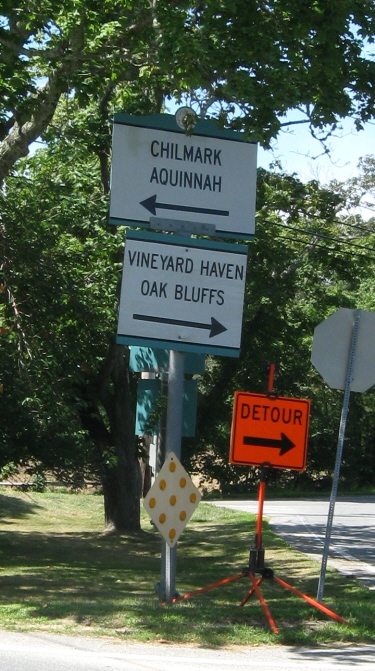 CHILMARK
AQUINNAH
VINEYARD HAVEN
OAK BLUFFS
DETOUR